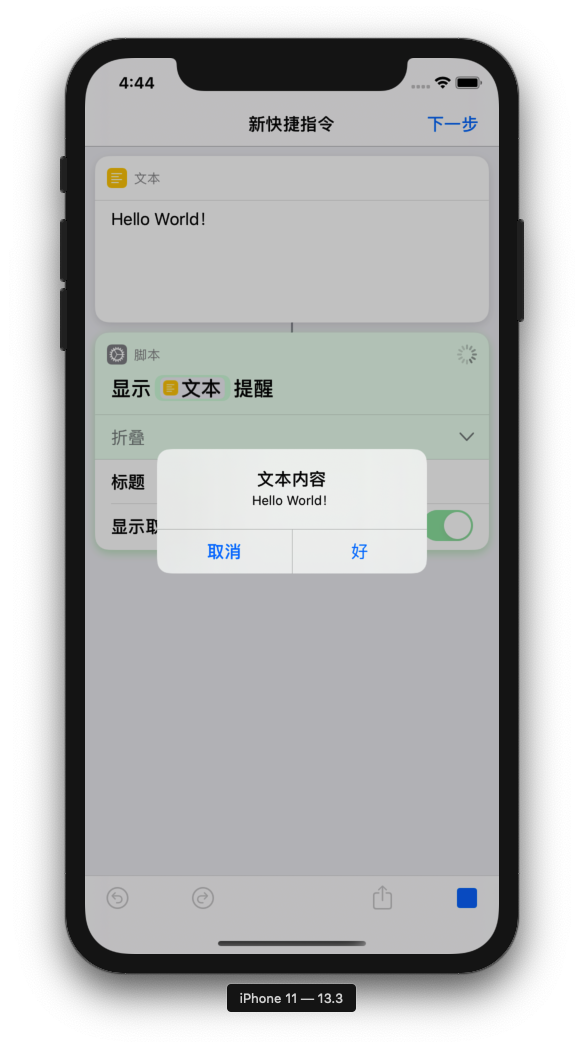 4:44
新快捷指令
下一步
文本
Hello World!
脚本
显示 文本 提醒
折叠
标题
显示取
文本内容
Hello World!
取消
好
iPhone 11 — 13.3